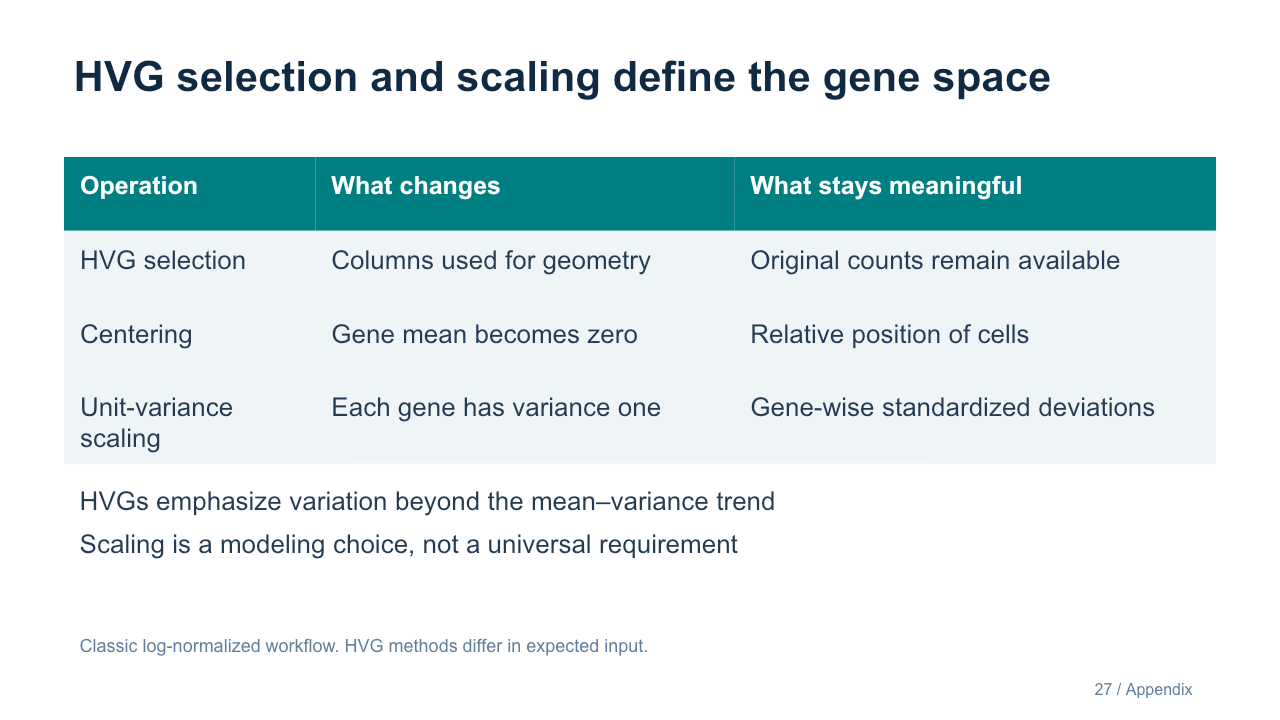 HVG selection and scaling define the gene space
Operation
What changes
What stays meaningful
HVG selection
Columns used for geometry
Original counts remain available
Centering
Gene mean becomes zero
Relative position of cells
Unit-variance
scaling
Each gene has variance one
Gene-wise standardized deviations
HVGs emphasize variation beyond the mean–variance trend
Scaling is a modeling choice, not a universal requirement
Classic log-normalized workflow. HVG methods differ in expected input.
27 / Appendix